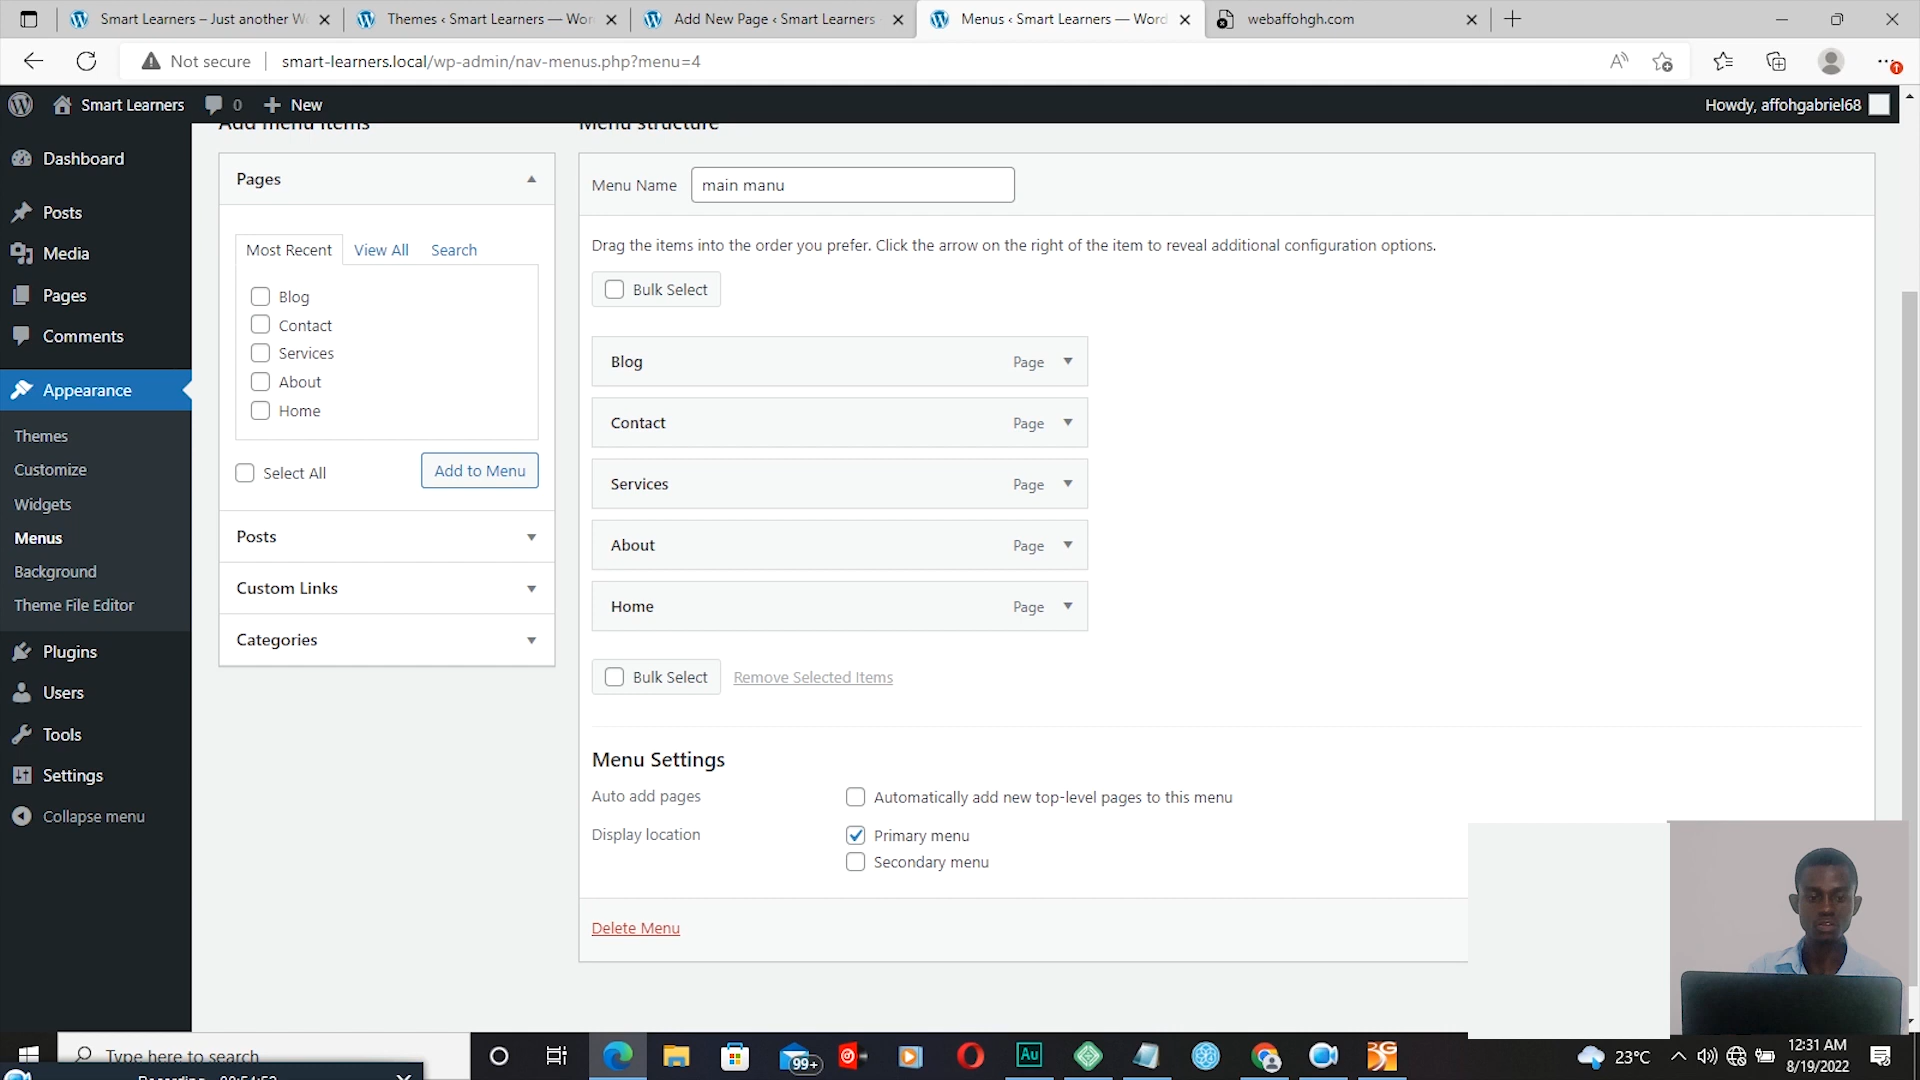 Smart Learners – Just another W
Themes ‹ Smart Learners — Wor
Add New Page ‹ Smart Learners
Menus ‹ Smart Learners — Word
webaffohgh.com
Not secure
smart-learners.local/wp-admin/nav-menus.php?menu=4
Smart Learners
0
New
Howdy, affohgabriel68
Dashboard
Posts
Media
Pages
Comments
Appearance
Themes
Customize
Widgets
Menus
Background
Theme File Editor
Plugins
Users
Tools
Settings
Collapse menu
Add menu items
Pages
Most Recent
View All
Search
Blog
Contact
Services
About
Home
Select All
Add to Menu
Posts
Custom Links
Categories
Menu structure
Menu Name
main manu
Drag the items into the order you prefer. Click the arrow on the right of the item to reveal additional configuration options.
Bulk Select
Blog Page
Contact Page
Services Page
About Page
Home Page
Bulk Select
Remove Selected Items
Menu Settings
Auto add pages
Automatically add new top-level pages to this menu
Display location
Primary menu
Secondary menu
Delete Menu
Type here to search
99+
Au
3G
23°C
12:31 AM
8/19/2022